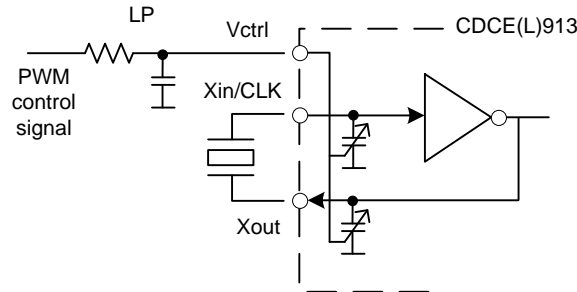 LP
Vctrl
CDCE(L)913
PWM
control
signal
Xin/CLK
Xout